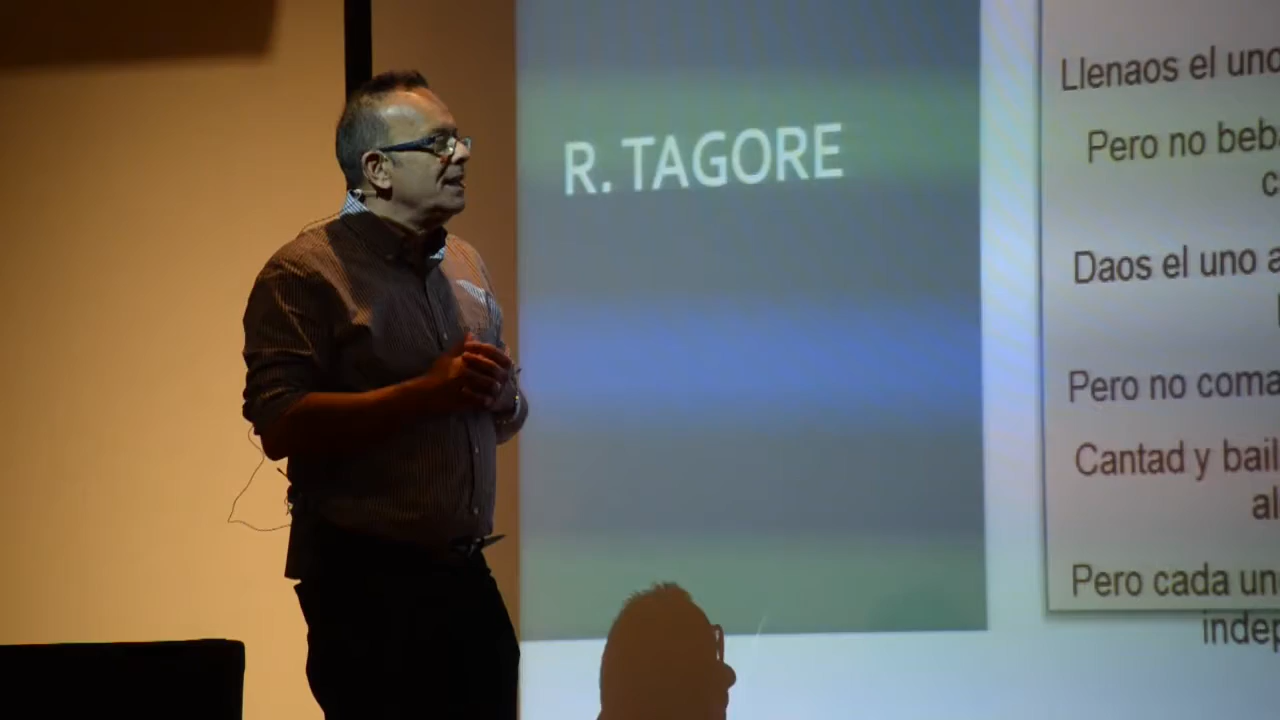 R. TAGORE
Llenaos el uno
Pero no beb
c
Daos el uno a
Pero no coma
Cantad y bail
al
Pero cada un
indep